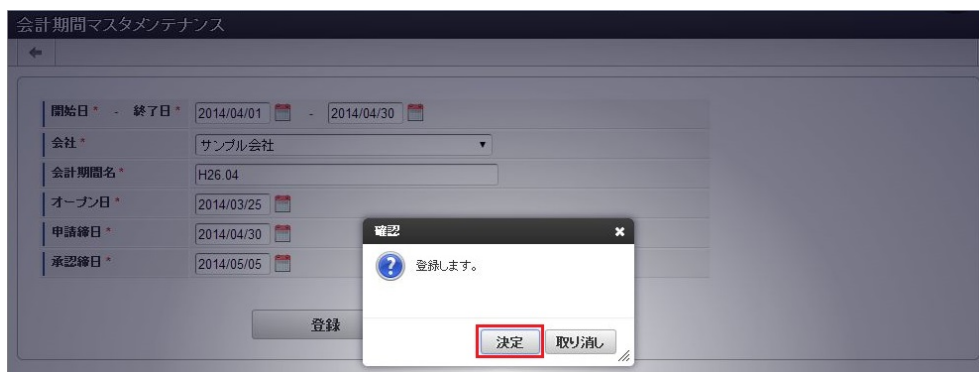 会計期間マスタメンテナンス
開始日* - 終了日* 2014/04/01 - 2014/04/30
会社* サンプル会社
会計期間名* H26.04
オープン日* 2014/03/25
申請締日* 2014/04/30
承認締日* 2014/05/05
確認
登録します。
登録
決定 取り消し